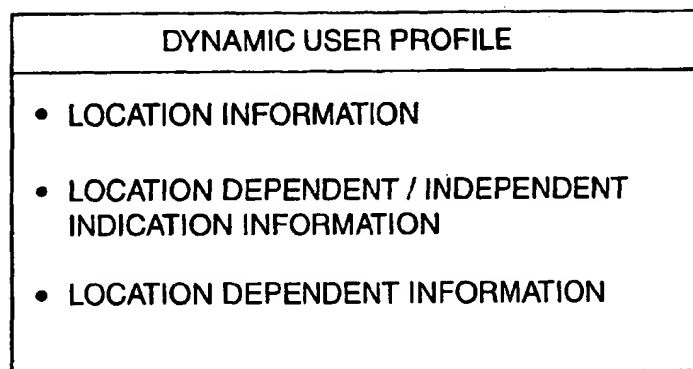 DYNAMIC USER PROFILE
• LOCATION INFORMATION
• LOCATION DEPENDENT / INDEPENDENT
INDICATION INFORMATION
• LOCATION DEPENDENT INFORMATION